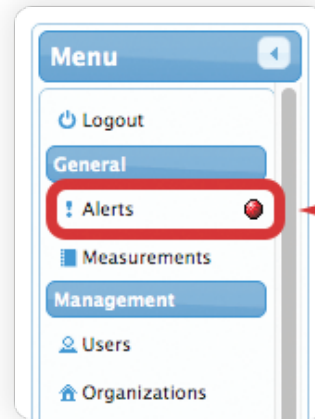 Menu
Logout
General
Alerts
Measurements
Management
Users
Organizations